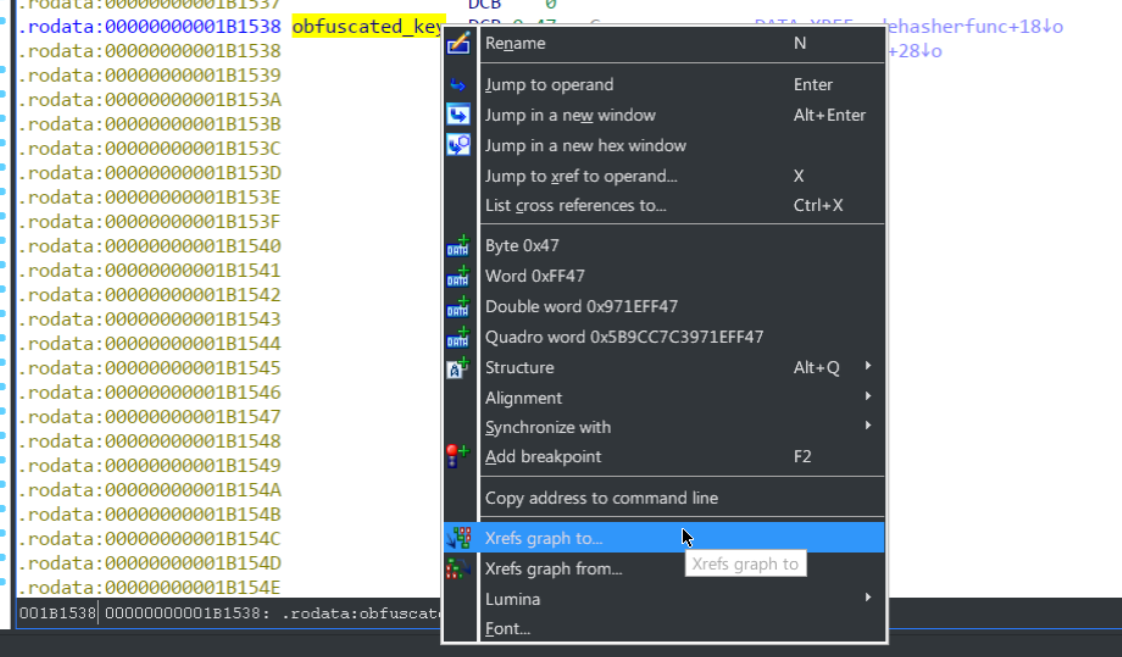 .rodata:00000000001B1537 DCB 0
.rodata:00000000001B1538 obfuscated_key DCB 0x47 ehasherfunc+18↓o
.rodata:00000000001B1538 +28↓o
.rodata:00000000001B1539
.rodata:00000000001B153A
.rodata:00000000001B153B
.rodata:00000000001B153C
.rodata:00000000001B153D
.rodata:00000000001B153E
.rodata:00000000001B153F
.rodata:00000000001B1540
.rodata:00000000001B1541
.rodata:00000000001B1542
.rodata:00000000001B1543
.rodata:00000000001B1544
.rodata:00000000001B1545
.rodata:00000000001B1546
.rodata:00000000001B1547
.rodata:00000000001B1548
.rodata:00000000001B1549
.rodata:00000000001B154A
.rodata:00000000001B154B
.rodata:00000000001B154C
.rodata:00000000001B154D
.rodata:00000000001B154E
001B1538 00000000001B1538: .rodata:obfuscat
Rename N
Jump to operand Enter
Jump in a new window Alt+Enter
Jump in a new hex window
Jump to xref to operand... X
List cross references to... Ctrl+X
Byte 0x47
Word 0xFF47
Double word 0x971EFF47
Quadro word 0x5B9CC7C3971EFF47
Structure Alt+Q
Alignment
Synchronize with
Add breakpoint F2
Copy address to command line
Xrefs graph to...
Xrefs graph to
Xrefs graph from...
Lumina
Font...